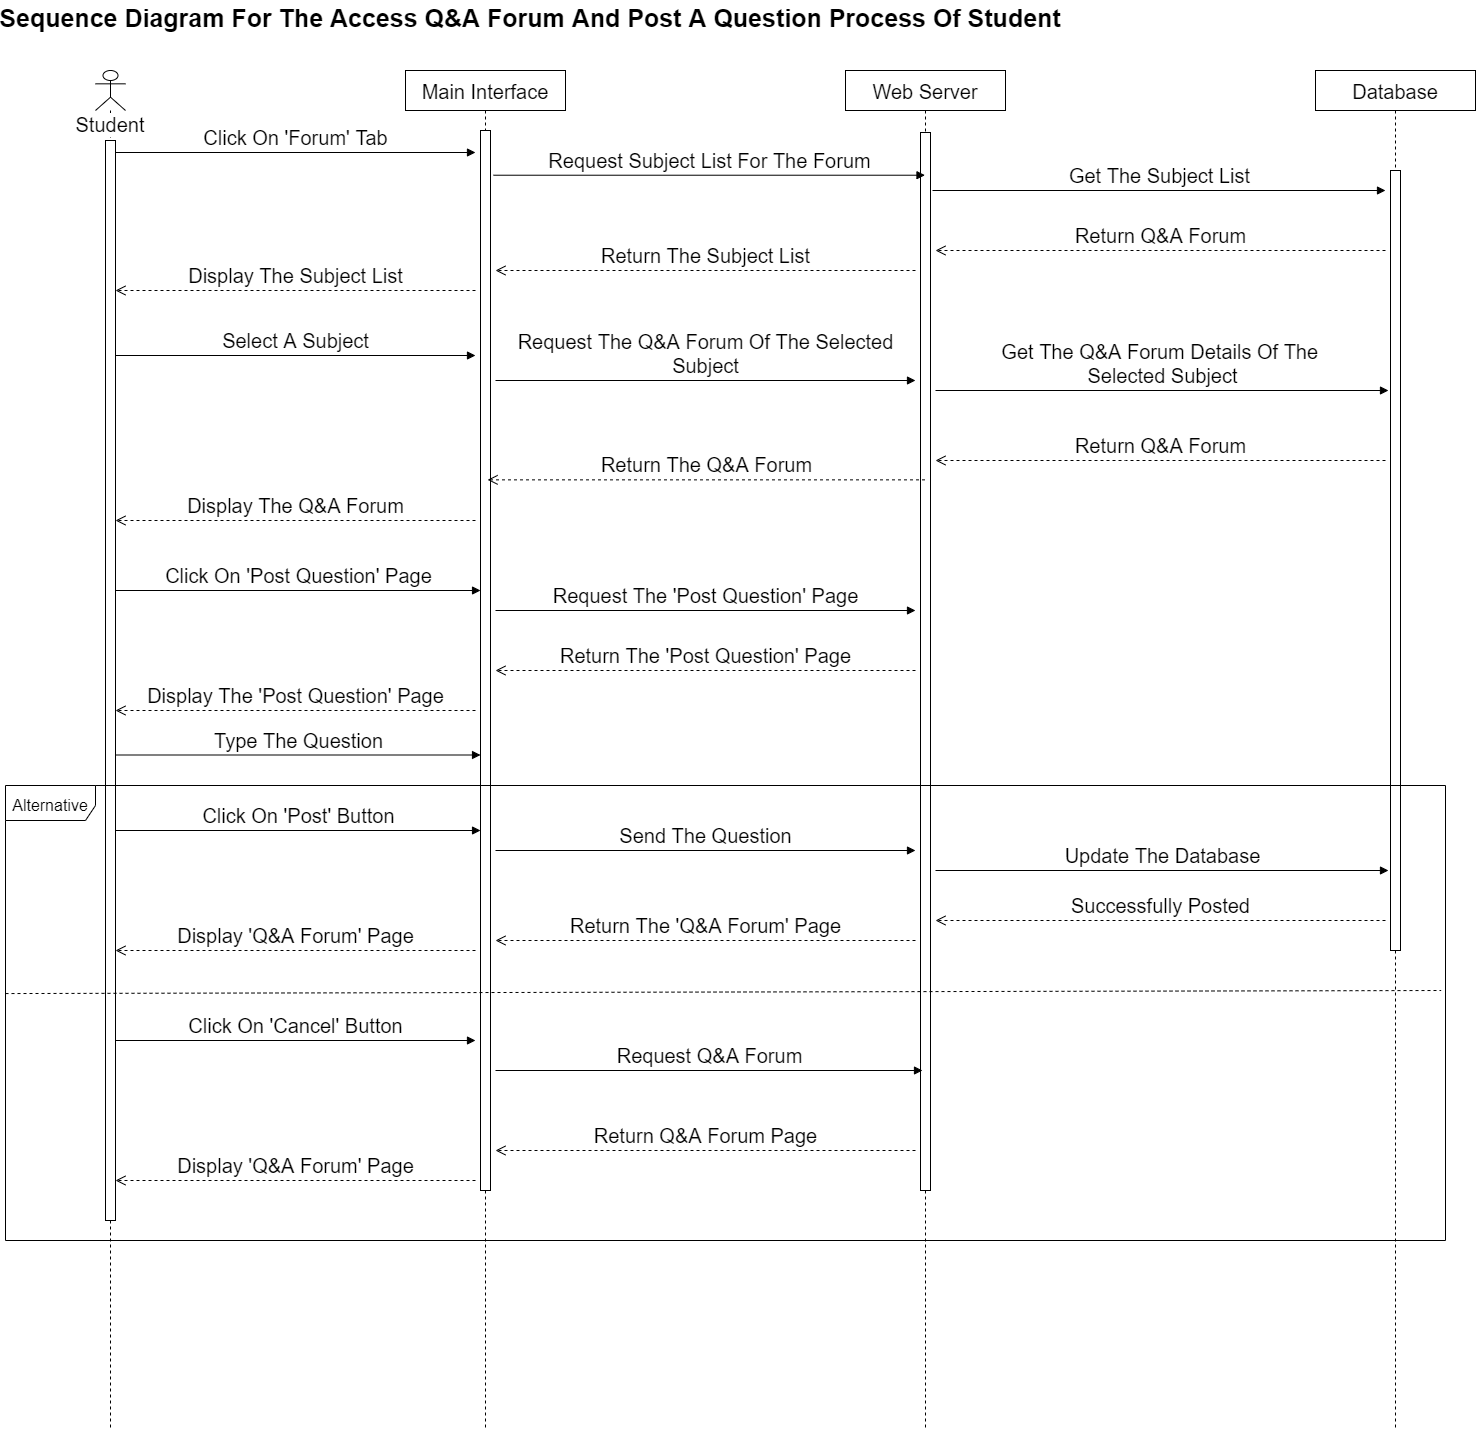 Sequence Diagram For The Access Q&A Forum And Post A Question Process Of Student
Student
Main Interface
Web Server
Database
Click On 'Forum' Tab
Request Subject List For The Forum
Get The Subject List
Return Q&A Forum
Return The Subject List
Display The Subject List
Select A Subject
Request The Q&A Forum Of The Selected
Subject
Get The Q&A Forum Details Of The
Selected Subject
Return Q&A Forum
Return The Q&A Forum
Display The Q&A Forum
Click On 'Post Question' Page
Request The 'Post Question' Page
Return The 'Post Question' Page
Display The 'Post Question' Page
Type The Question
Alternative
Click On 'Post' Button
Send The Question
Update The Database
Successfully Posted
Return The 'Q&A Forum' Page
Display 'Q&A Forum' Page
Click On 'Cancel' Button
Request Q&A Forum
Return Q&A Forum Page
Display 'Q&A Forum' Page